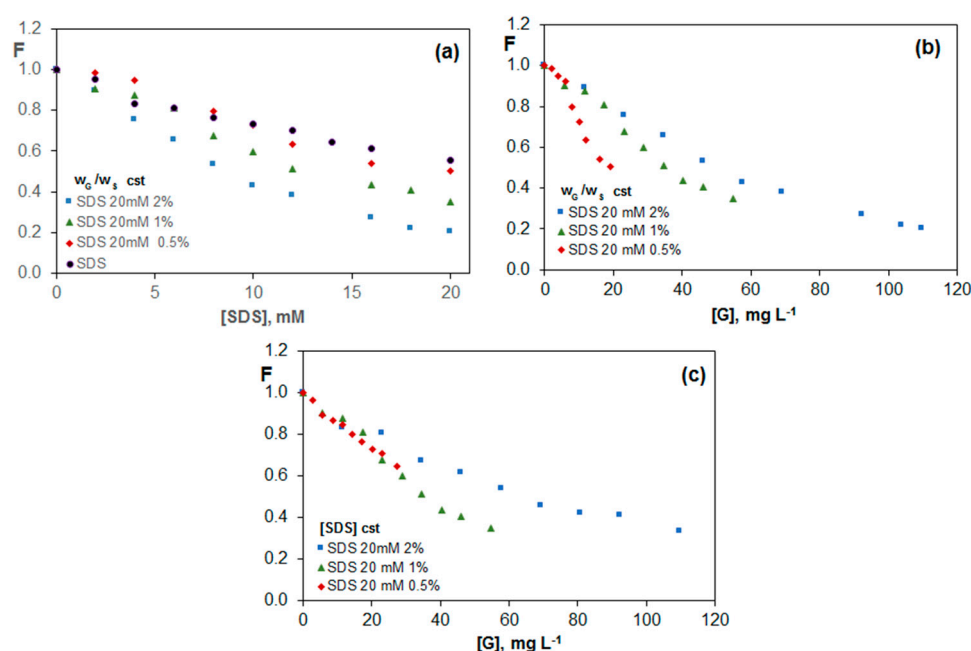 1.2
F
1.0
0.8
0.6
0.4
0.2
0.0
(a)
w_G/w_s cst
SDS 20mM 2%
SDS 20mM 1%
SDS 20mM 0.5%
SDS
0 5 10 15 20
[SDS], mM
1.2
F
1.0
0.8
0.6
0.4
0.2
0.0
(b)
w_G/w_s cst
SDS 20 mM 2%
SDS 20 mM 1%
SDS 20 mM 0.5%
0 20 40 60 80 100 120
[G], mg L⁻¹
1.2
F
1.0
0.8
0.6
0.4
0.2
0.0
(c)
[SDS] cst
SDS 20mM 2%
SDS 20 mM 1%
SDS 20 mM 0.5%
0 20 40 60 80 100 120
[G], mg L⁻¹